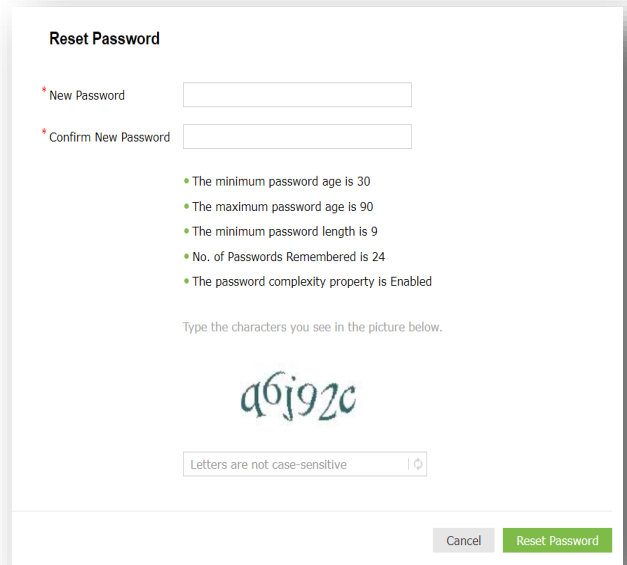 Reset Password
* New Password
* Confirm New Password
• The minimum password age is 30
• The maximum password age is 90
• The minimum password length is 9
• No. of Passwords Remembered is 24
• The password complexity property is Enabled
Type the characters you see in the picture below.
a6j92c
Letters are not case-sensitive
Cancel Reset Password